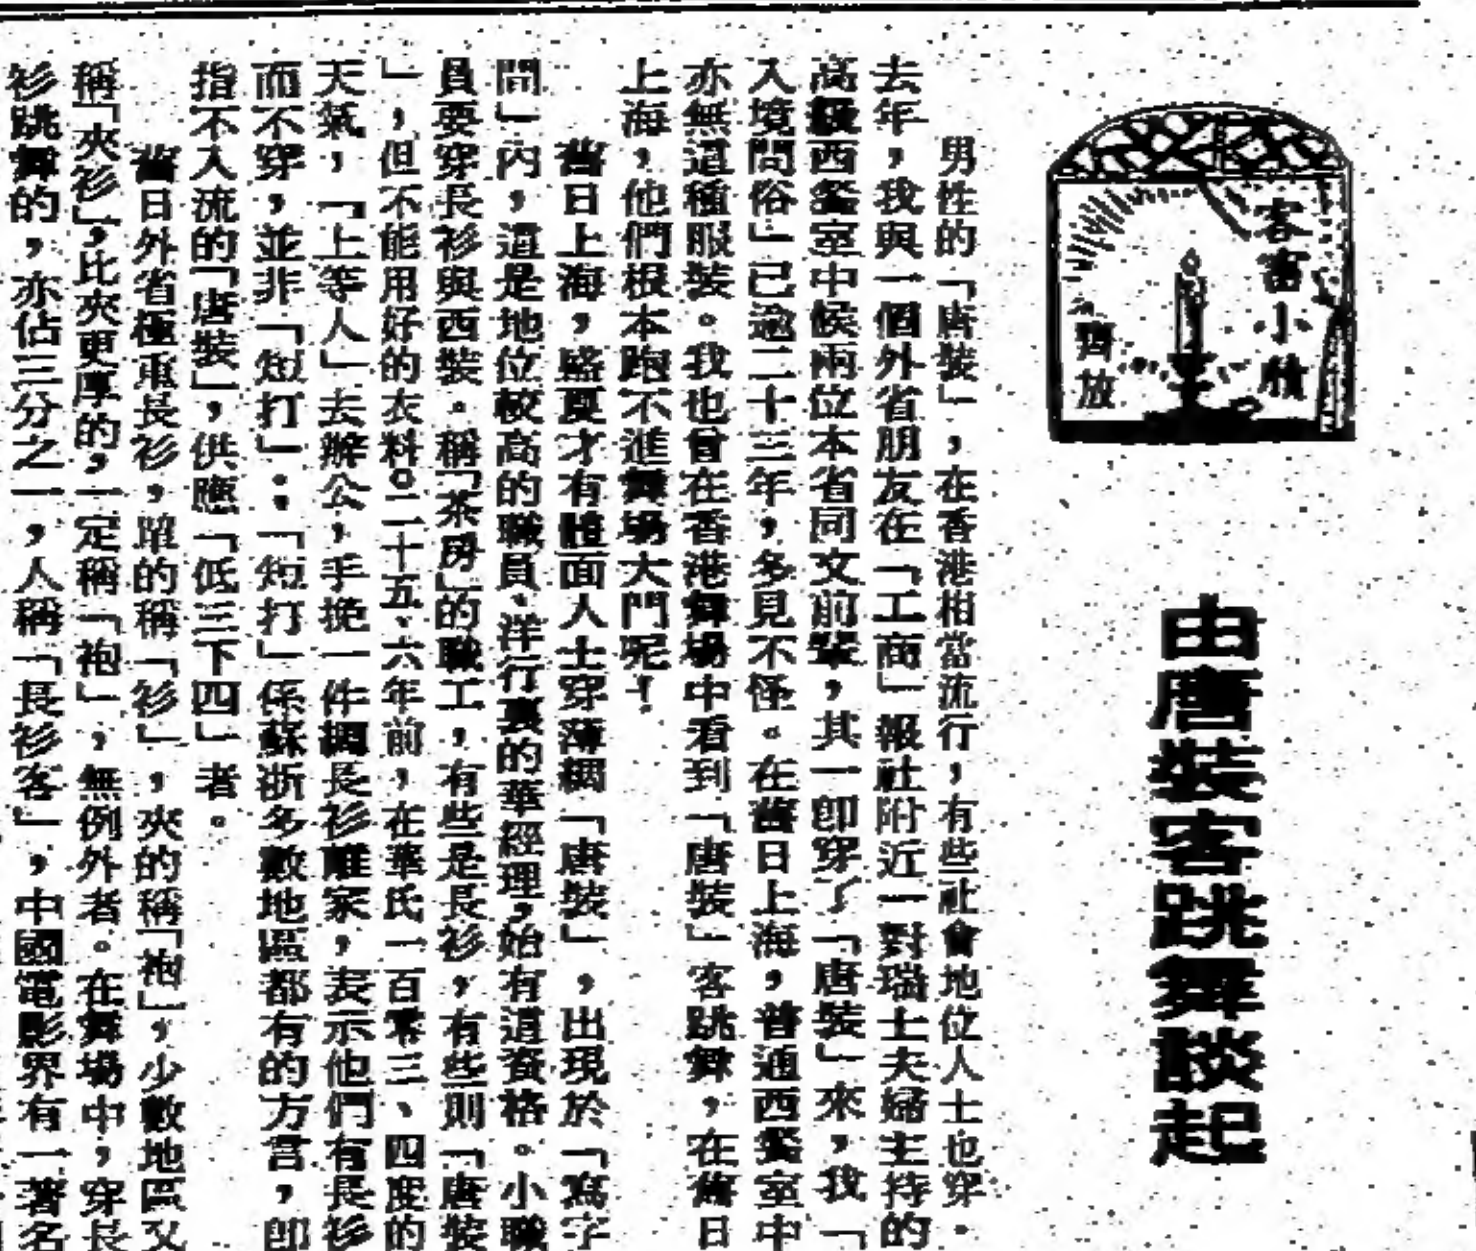 客窗小憤
齊放
由唐裝客跳舞談起
男性的「唐裝」，在香港相當流行，有些社會地位人士也穿。
去年，我與一個外省朋友在「工商」報社附近一對瑞士夫婦主持的
高級西餐室中候兩位本省同文前輩，其一卽穿了「唐裝」來，我「
入境問俗」已逾二十三年，多見不怪。在舊日上海，普通西餐室中
亦無這種服裝。我也曾在香港舞場中看到「唐裝」客跳舞，在舊日
上海，他們根本跑不進舞場大門呢！
舊日上海，盛夏才有體面人士穿薄綢「唐裝」，出現於「寫字
間」內，這是地位較高的職員、洋行裏的華經理，始有這資格。小職
員要穿長衫與西裝。稱「茶房」的職工，有些是長衫，有些則「唐裝
」，但不能用好的衣料。二十五、六年前，在華氏一百零三、四度的
天氣，「上等人」去辦公，手挽一件綢長衫離家，表示他們有長衫
而不穿，並非「短打」；「短打」係蘇浙多數地區都有的方言，卽
指不入流的「唐裝」，供應「低三下四」者。
舊日外省極重長衫，單的稱「衫」，夾的稱「袍」，少數地區又
稱「夾衫」，比夾更厚的，一定稱「袍」，無例外者。在舞場中，穿長
衫跳舞的，亦佔三分之一，人稱「長衫客」，中國電影界有一著名